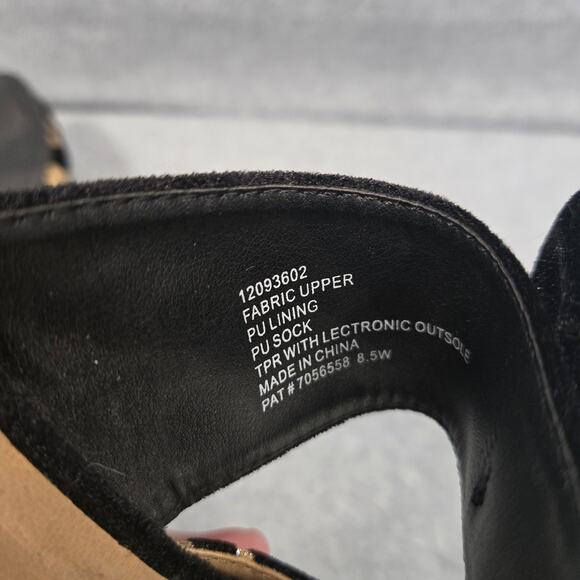 12093602
FABRIC UPPER
PU LINING
PU SOCK
TPR WITH LECTRONIC OUTSOLE
MADE IN CHINA
PAT # 7056558 8.5W